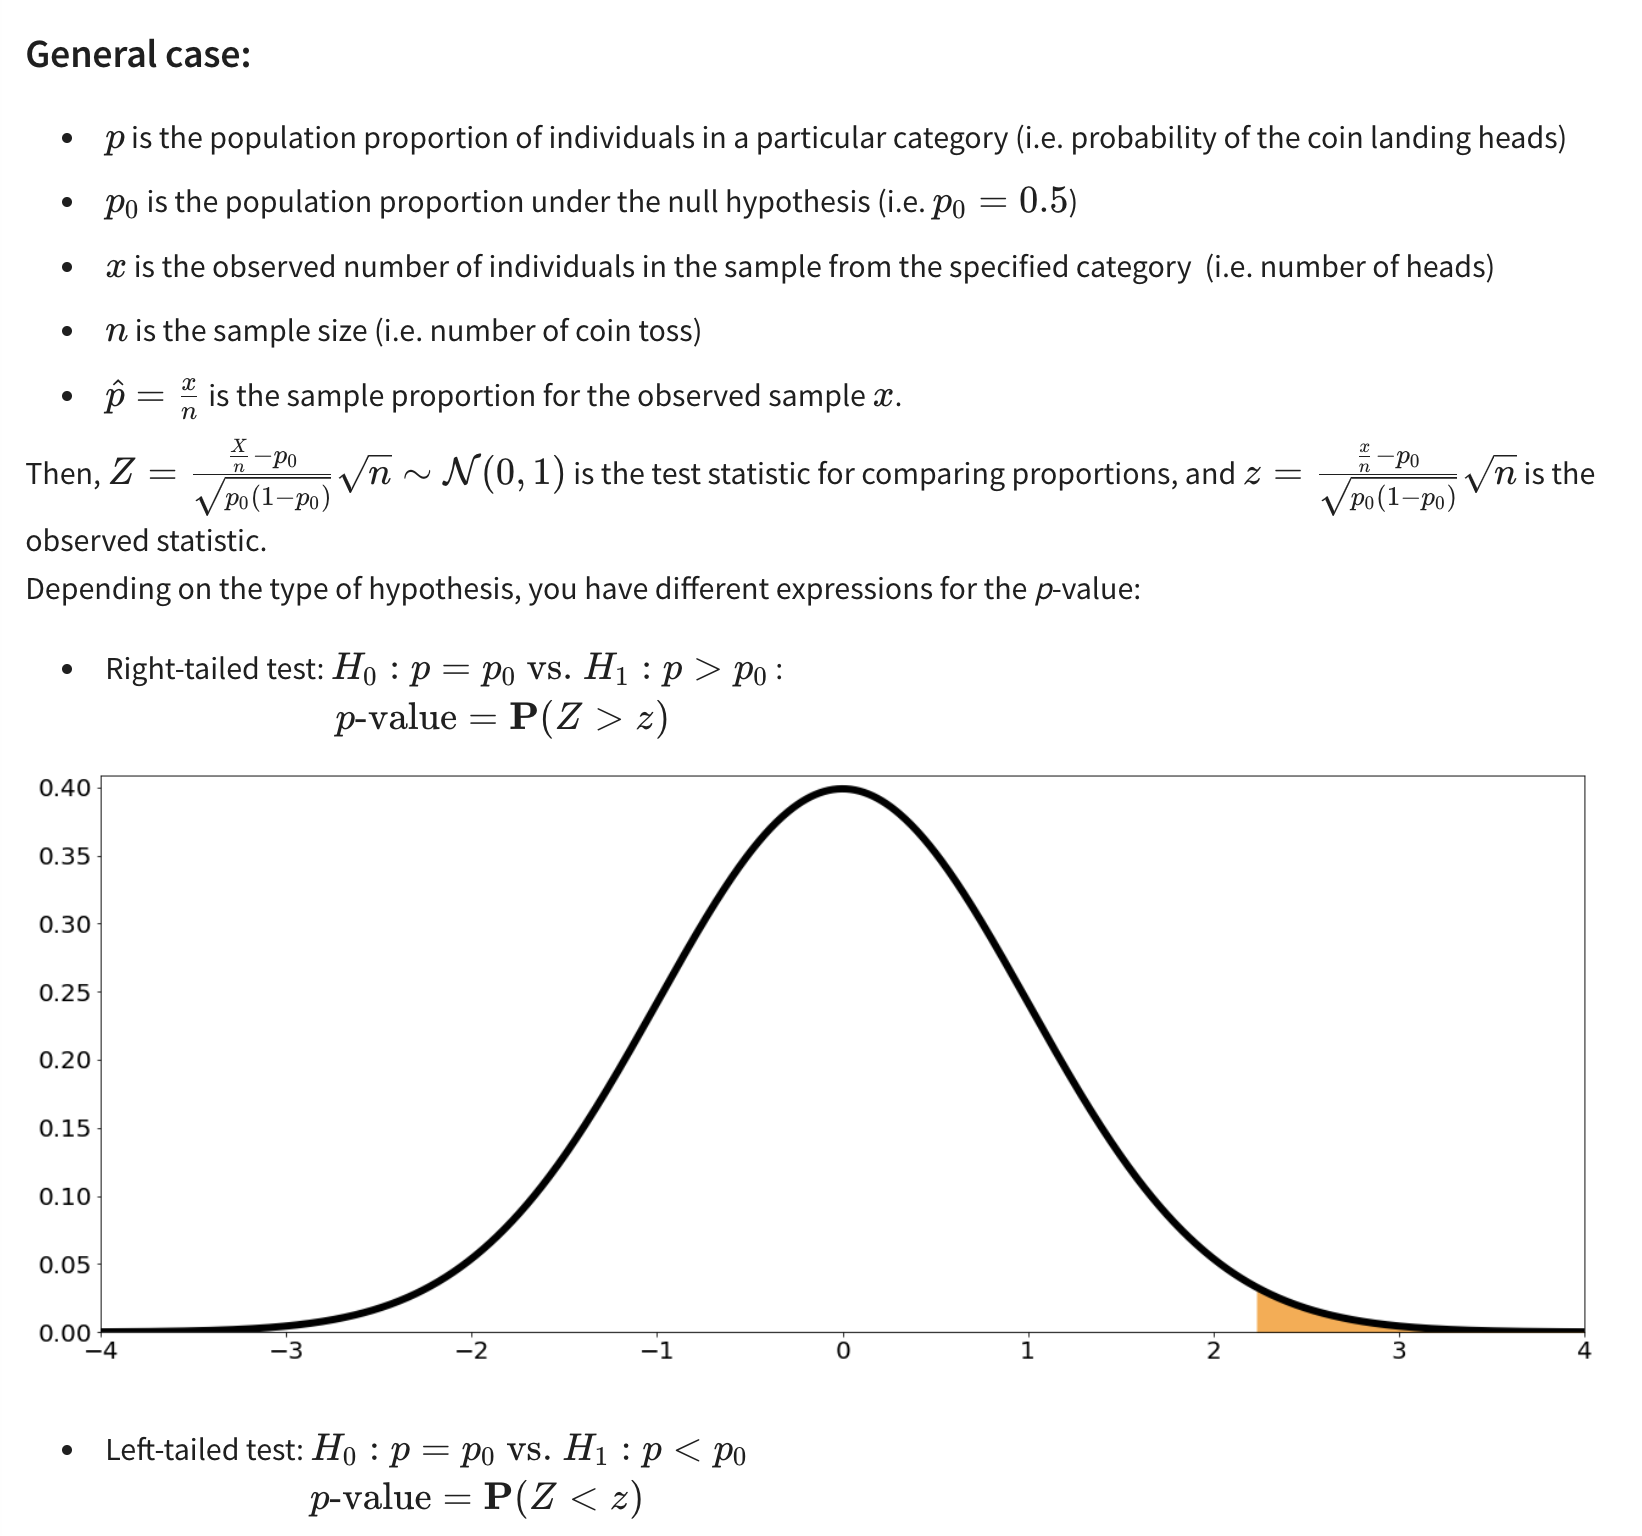 General case:
• p is the population proportion of individuals in a particular category (i.e. probability of the coin landing heads)
• p₀ is the population proportion under the null hypothesis (i.e. p₀ = 0.5)
• x is the observed number of individuals in the sample from the specified category (i.e. number of heads)
• n is the sample size (i.e. number of coin toss)
• p̂ = x/n is the sample proportion for the observed sample x.
Then, Z = (X/n − p₀)/√(p₀(1−p₀)) √n ∼ 𝒩(0, 1) is the test statistic for comparing proportions, and z = (x/n − p₀)/√(p₀(1−p₀)) √n is the
observed statistic.
Depending on the type of hypothesis, you have different expressions for the p-value:
• Right-tailed test: H₀ : p = p₀ vs. H₁ : p > p₀ :
p-value = P(Z > z)
0.40
0.35
0.30
0.25
0.20
0.15
0.10
0.05
0.00
−4 −3 −2 −1 0 1 2 3 4
• Left-tailed test: H₀ : p = p₀ vs. H₁ : p < p₀
p-value = P(Z < z)